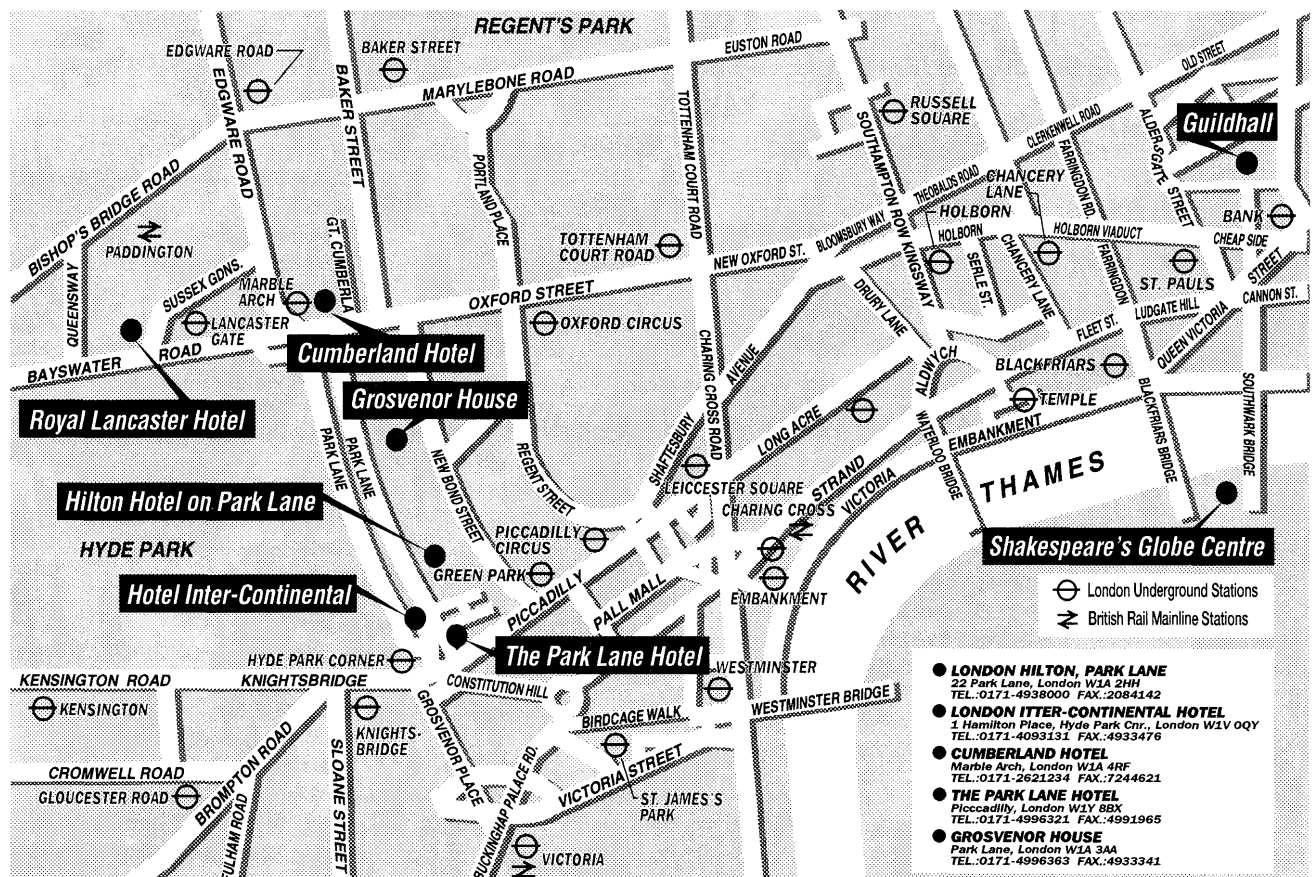 REGENT'S PARK
EDGWARE ROAD
BAKER STREET
EUSTON ROAD
OLD STREET
MARYLEBONE ROAD
EDGWARE ROAD
BAKER STREET
TOTTENHAM COURT ROAD
SOUTHAMPTON ROW
RUSSELL
SQUARE
CLERKENWELL ROAD
ALDERSGATE STREET
Guildhall
BISHOP'S BRIDGE ROAD
PORTLAND PLACE
THEOBALDS ROAD
FARRINGDON RD.
CHANCERY
LANE
HOLBORN
BANK
PADDINGTON
GT. CUMBERLA
TOTTENHAM
COURT ROAD
BLOOMSBURY WAY
KINGSWAY
HOLBORN
HOLBORN VIADUCT
CHEAP SIDE
QUEENSWAY
SUSSEX GDNS.
MARBLE
ARCH
NEW OXFORD ST.
SERLE ST.
CHANCERY LANE
FARRINGDON
ST. PAULS
STREET
OXFORD STREET
DRURY LANE
LUDGATE HILL
CANNON ST.
LANCASTER
GATE
OXFORD CIRCUS
FLEET ST.
QUEEN VICTORIA
BAYSWATER ROAD
Cumberland Hotel
CHARING CROSS ROAD
AVENUE
ALDWYCH
BLACKFRIARS
Royal Lancaster Hotel
Grosvenor House
TEMPLE
PARK LANE
PARK LANE
NEW BOND STREET
REGENT STREET
SHAFTESBURY
LONG ACRE
WATERLOO BRIDGE
EMBANKMENT
BLACKFRIARS BRIDGE
SOUTHWARK BRIDGE
Hilton Hotel on Park Lane
LEICCESTER SQUARE
STRAND
VICTORIA
THAMES
CHARING CROSS
HYDE PARK
PICCADILLY
CIRCUS
RIVER
Shakespeare's Globe Centre
GREEN PARK
Hotel Inter-Continental
PICCADILLY
PALL MALL
EMBANKMENT
London Underground Stations
British Rail Mainline Stations
The Park Lane Hotel
HYDE PARK CORNER
WESTMINSTER
KENSINGTON ROAD
KNIGHTSBRIDGE
CONSTITUTION HILL
WESTMINSTER BRIDGE
KENSINGTON
KNIGHTS-
BRIDGE
GROSVENOR PLACE
BIRDCAGE WALK
BROMPTON ROAD
SLOANE STREET
BUCKINGHAP PALACE RD.
VICTORIA STREET
CROMWELL ROAD
GLOUCESTER ROAD
ST. JAMES'S
PARK
FULHAM ROAD
VICTORIA
LONDON HILTON, PARK LANE
22 Park Lane, London W1A 2HH
TEL.:0171-4938000 FAX.:2084142
LONDON ITTER-CONTINENTAL HOTEL
1 Hamilton Place, Hyde Park Cnr., London W1V 0QY
TEL.:0171-4093131 FAX.:4933476
CUMBERLAND HOTEL
Marble Arch, London W1A 4RF
TEL.:0171-2621234 FAX.:7244621
THE PARK LANE HOTEL
Picccadilly, London W1Y 8BX
TEL.:0171-4996321 FAX.:4991965
GROSVENOR HOUSE
Park Lane, London W1A 3AA
TEL.:0171-4996363 FAX.:4933341